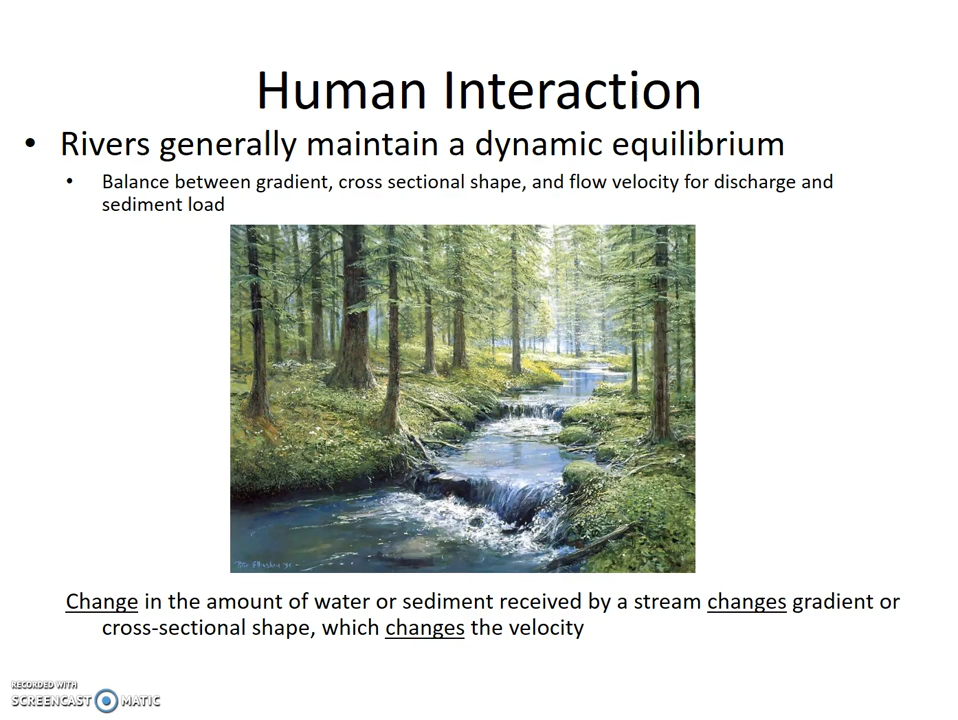 Human Interaction
• Rivers generally maintain a dynamic equilibrium
• Balance between gradient, cross sectional shape, and flow velocity for discharge and
sediment load
Change in the amount of water or sediment received by a stream changes gradient or
cross-sectional shape, which changes the velocity
RECORDED WITH
SCREENCAST MATIC